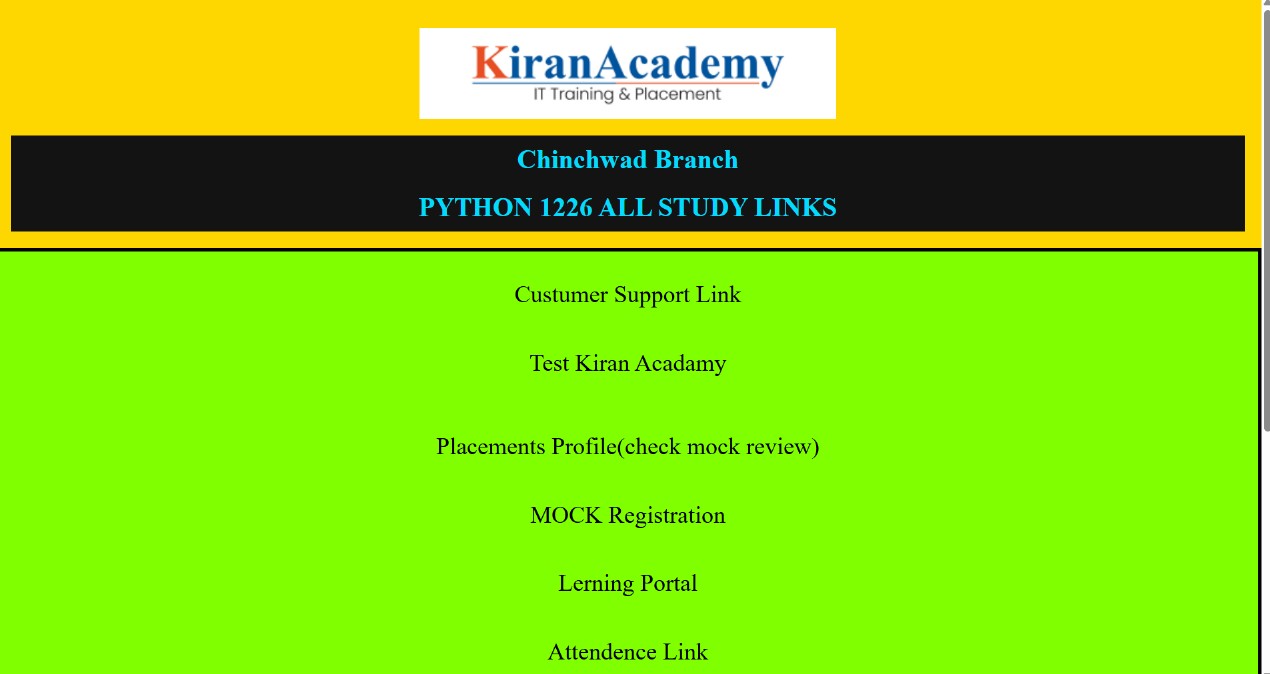 KiranAcademy
IT Training & Placement
Chinchwad Branch
PYTHON 1226 ALL STUDY LINKS
Custumer Support Link
Test Kiran Acadamy
Placements Profile(check mock review)
MOCK Registration
Lerning Portal
Attendence Link